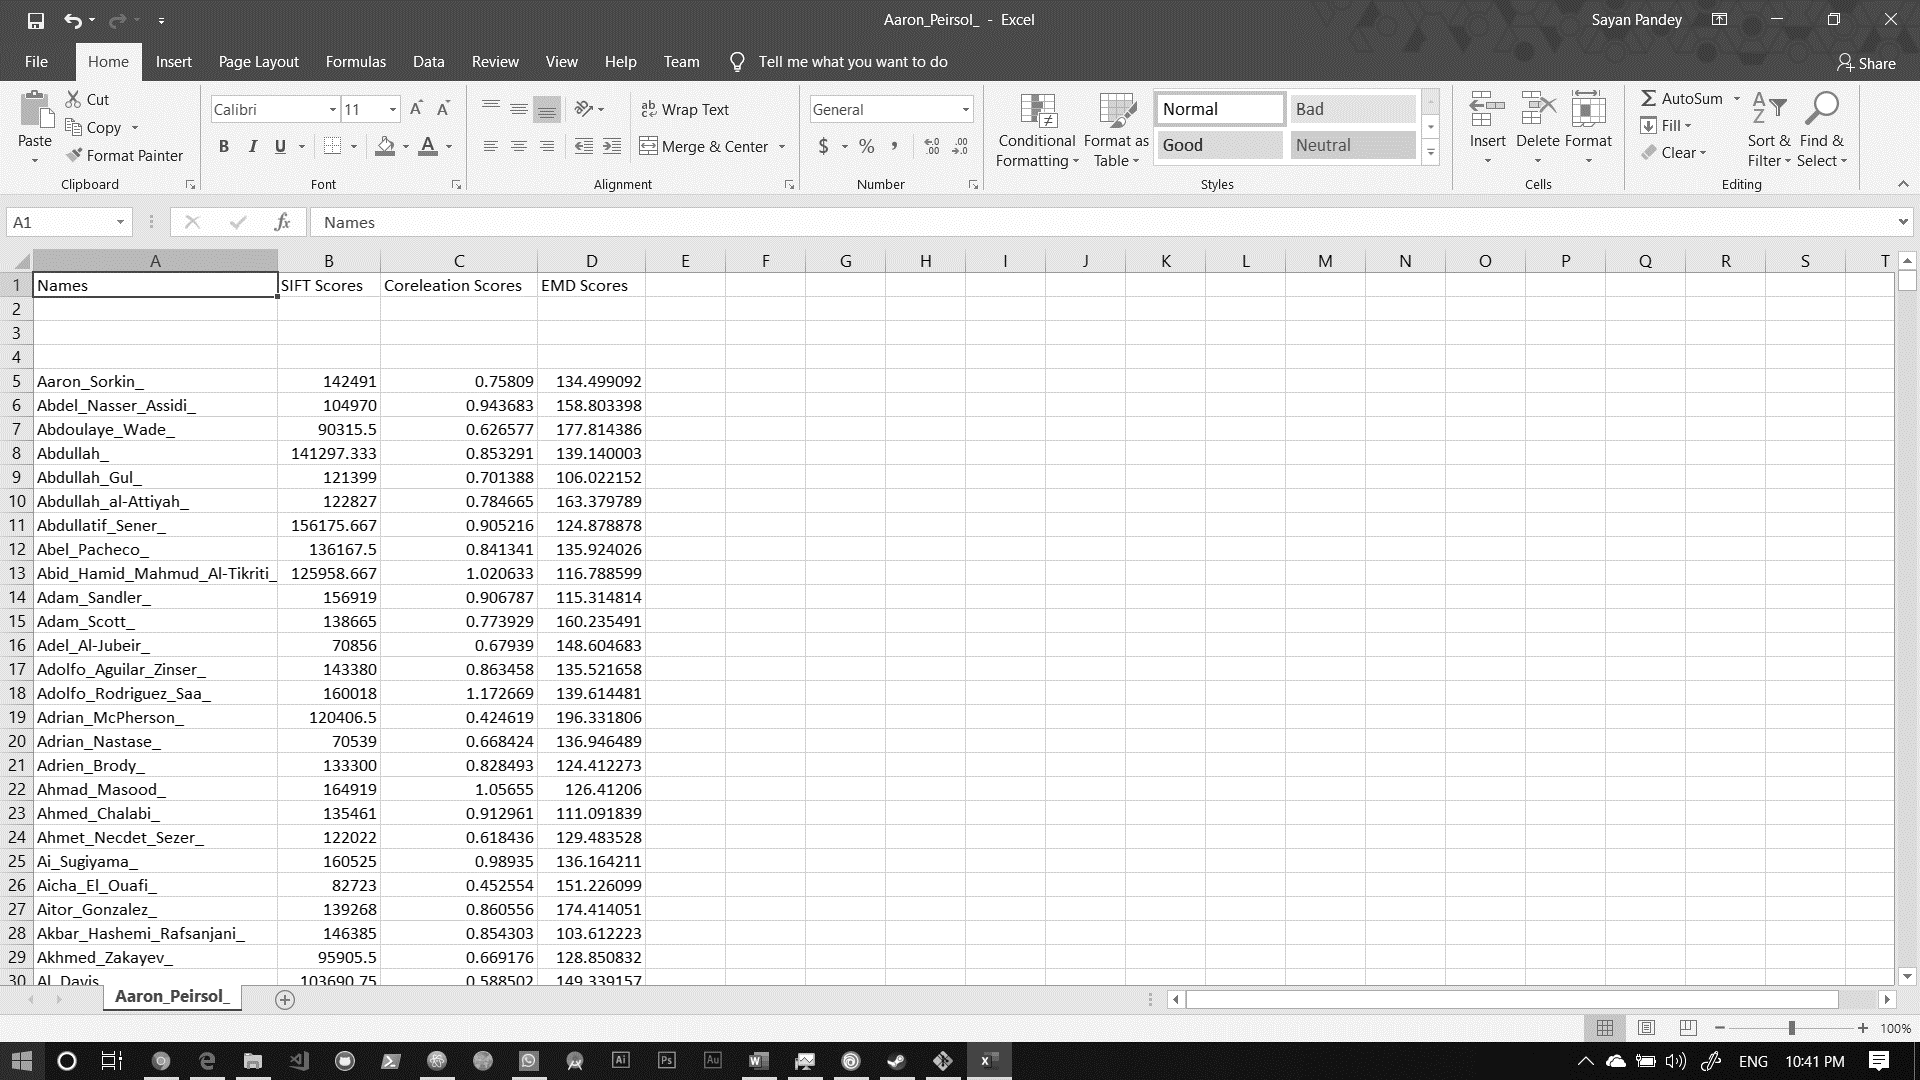 Aaron_Peirsol_ - Excel
Sayan Pandey
File Home Insert Page Layout Formulas Data Review View Help Team Tell me what you want to do Share
Paste
Cut
Copy
Format Painter
Clipboard
Calibri 11
B I U A
Font
Wrap Text
Merge & Center
Alignment
General
$ % ,
Number
Conditional Formatting
Format as Table
Normal Bad
Good Neutral
Styles
Insert Delete Format
Cells
AutoSum
Fill
Clear
Sort & Filter
Find & Select
Editing
A1 fx Names
A B C D E F G H I J K L M N O P Q R S T
1 Names SIFT Scores Coreleation Scores EMD Scores
2
3
4
5 Aaron_Sorkin_ 142491 0.75809 134.499092
6 Abdel_Nasser_Assidi_ 104970 0.943683 158.803398
7 Abdoulaye_Wade_ 90315.5 0.626577 177.814386
8 Abdullah_ 141297.333 0.853291 139.140003
9 Abdullah_Gul_ 121399 0.701388 106.022152
10 Abdullah_al-Attiyah_ 122827 0.784665 163.379789
11 Abdullatif_Sener_ 156175.667 0.905216 124.878878
12 Abel_Pacheco_ 136167.5 0.841341 135.924026
13 Abid_Hamid_Mahmud_Al-Tikriti_ 125958.667 1.020633 116.788599
14 Adam_Sandler_ 156919 0.906787 115.314814
15 Adam_Scott_ 138665 0.773929 160.235491
16 Adel_Al-Jubeir_ 70856 0.67939 148.604683
17 Adolfo_Aguilar_Zinser_ 143380 0.863458 135.521658
18 Adolfo_Rodriguez_Saa_ 160018 1.172669 139.614481
19 Adrian_McPherson_ 120406.5 0.424619 196.331806
20 Adrian_Nastase_ 70539 0.668424 136.946489
21 Adrien_Brody_ 133300 0.828493 124.412273
22 Ahmad_Masood_ 164919 1.05655 126.41206
23 Ahmed_Chalabi_ 135461 0.912961 111.091839
24 Ahmet_Necdet_Sezer_ 122022 0.618436 129.483528
25 Ai_Sugiyama_ 160525 0.98935 136.164211
26 Aicha_El_Ouafi_ 82723 0.452554 151.226099
27 Aitor_Gonzalez_ 139268 0.860556 174.414051
28 Akbar_Hashemi_Rafsanjani_ 146385 0.854303 103.612223
29 Akhmed_Zakayev_ 95905.5 0.669176 128.850832
30 Al_Davis_ 103690.75 0.588502 149.339157
Aaron_Peirsol_
100%
Ai Ps Au
ENG 10:41 PM